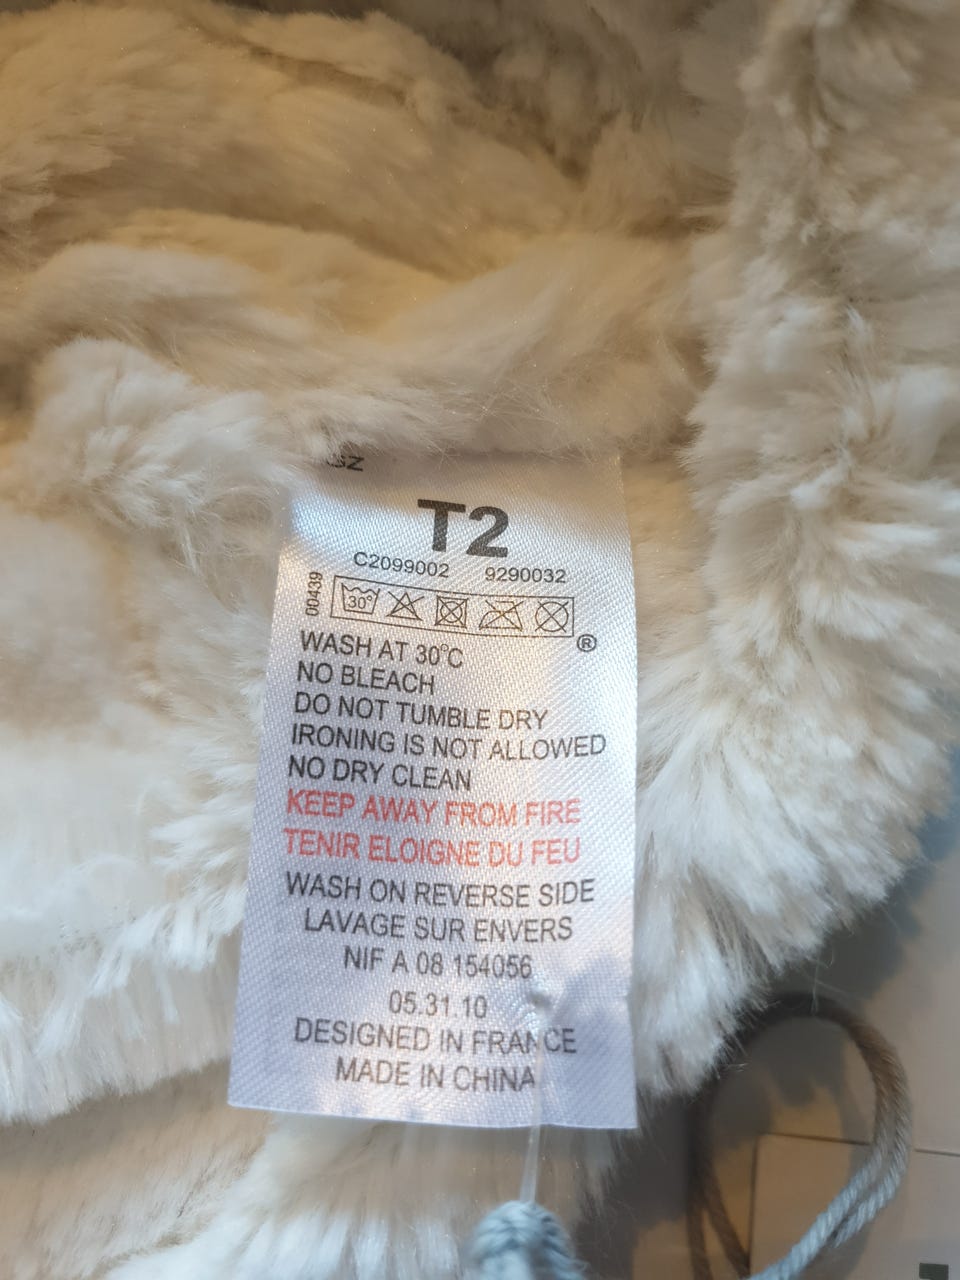 T2
C2099002 9290032
00439
30°
®
WASH AT 30°C
NO BLEACH
DO NOT TUMBLE DRY
IRONING IS NOT ALLOWED
NO DRY CLEAN
KEEP AWAY FROM FIRE
TENIR ELOIGNE DU FEU
WASH ON REVERSE SIDE
LAVAGE SUR ENVERS
NIF A 08 154056
05.31.10
DESIGNED IN FRANCE
MADE IN CHINA